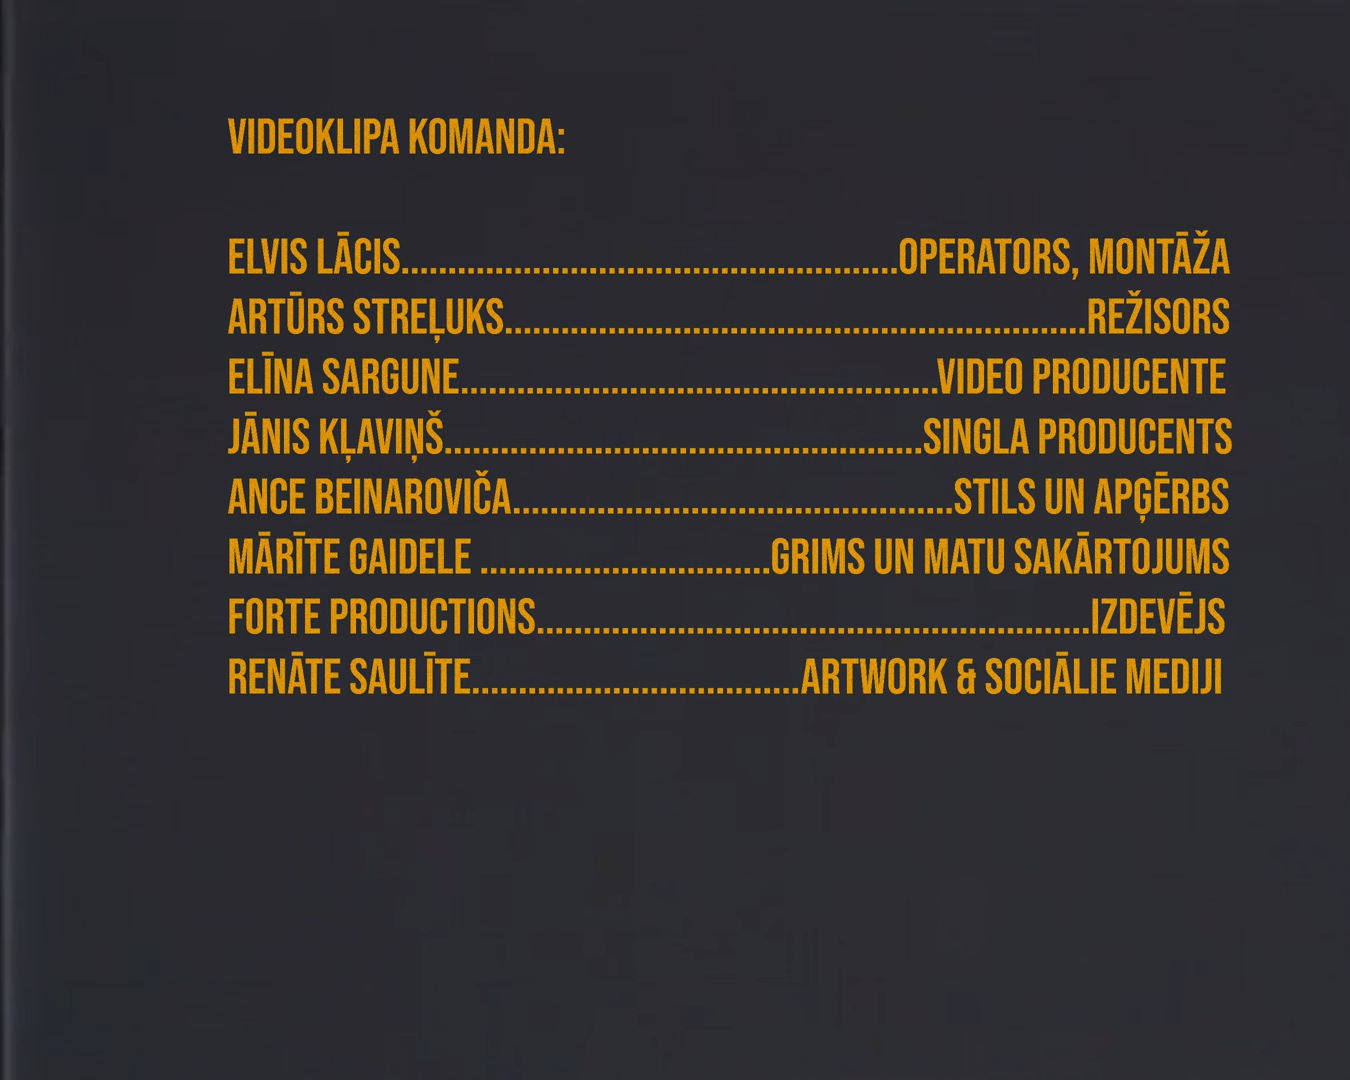 VIDEOKLIPA KOMANDA:
ELVIS LĀCIS.....................................................OPERATORS, MONTĀŽA
ARTŪRS STREĻUKS..............................................................REŽISORS
ELĪNA SARGUNE...................................................VIDEO PRODUCENTE
JĀNIS KĻAVIŅŠ...................................................SINGLA PRODUCENTS
ANCE BEINAROVIČA...............................................STILS UN APĢĒRBS
MĀRĪTE GAIDELE ...............................GRIMS UN MATU SAKĀRTOJUMS
FORTE PRODUCTIONS...........................................................IZDEVĒJS
RENĀTE SAULĪTE...................................ARTWORK & SOCIĀLIE MEDIJI